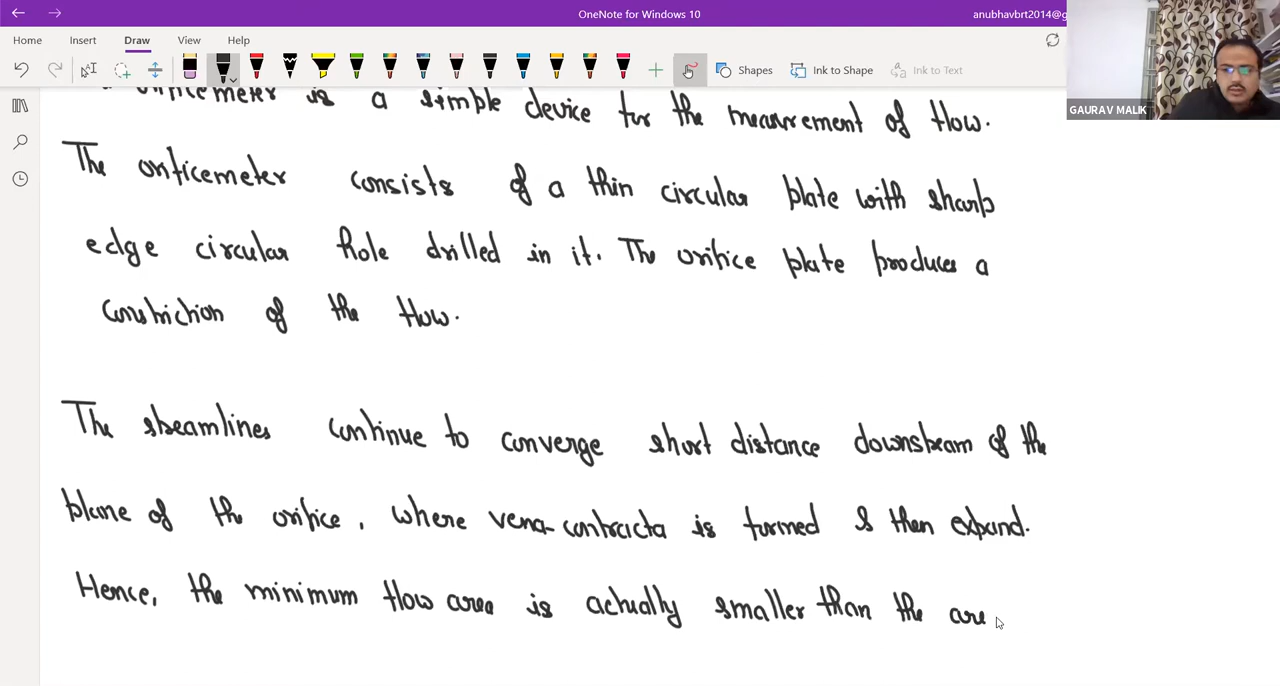 OneNote for Windows 10
anubhavbrt2014@g
Home Insert Draw View Help
Shapes Ink to Shape Ink to Text
GAURAV MALIK
orificemeter is a simple device for the measurement of flow.
The orificemeter consists of a thin circular plate with sharp
edge circular hole drilled in it. The orifice plate produces a
constriction of the flow.
The streamlines continue to converge short distance downstream of the
plane of the orifice, where vena-contracta is formed & then expand.
Hence, the minimum flow area is actually smaller than the are